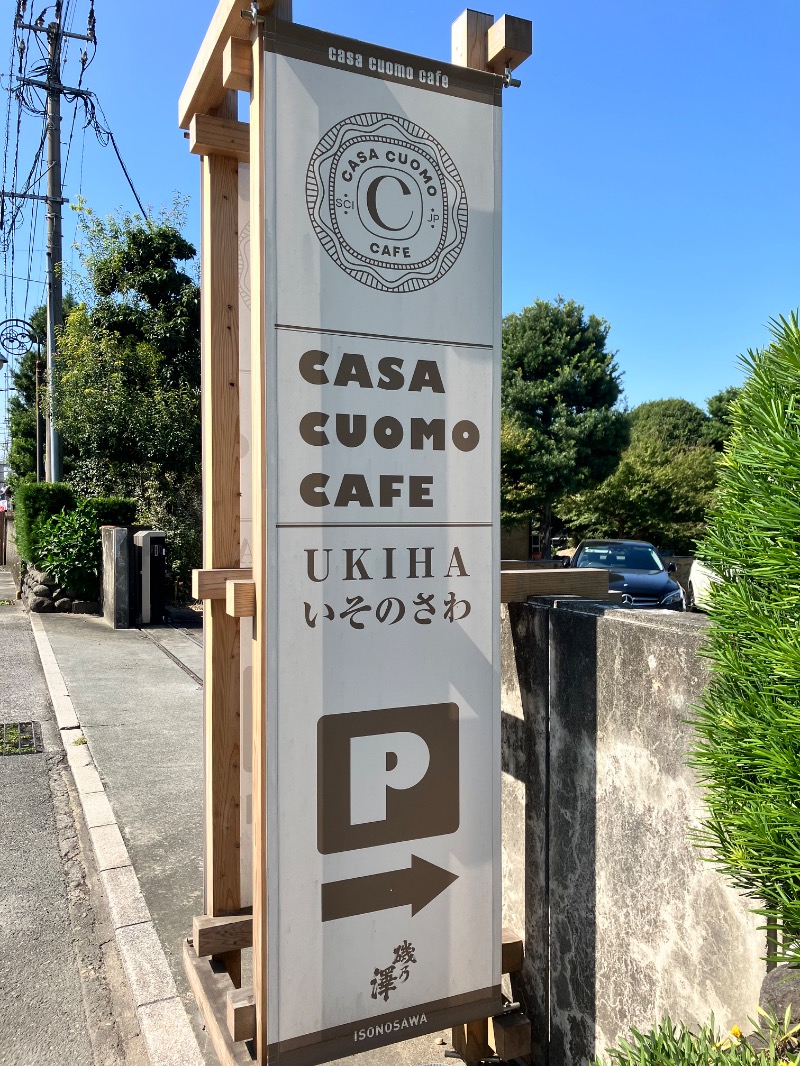 casa cuomo cafe
CASA CUOMO
SCI
C
JP
CAFE
CASA
CUOMO
CAFE
UKIHA
いそのさわ
P
磯乃
澤
ISONOSAWA